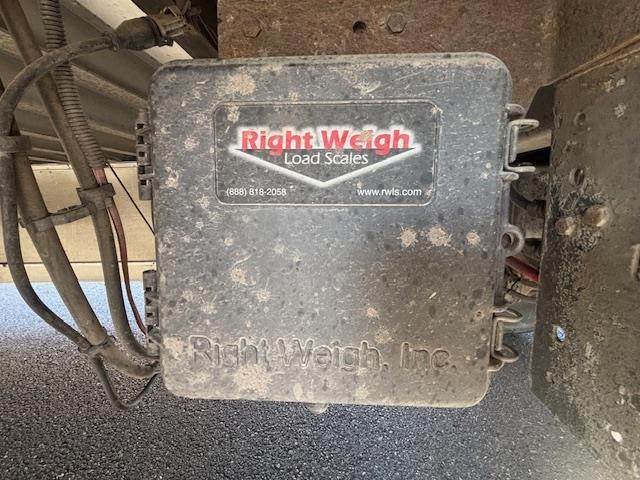 Right Weigh
Load Scales
(888) 818-2058
www.rwls.com
Right Weigh, Inc.